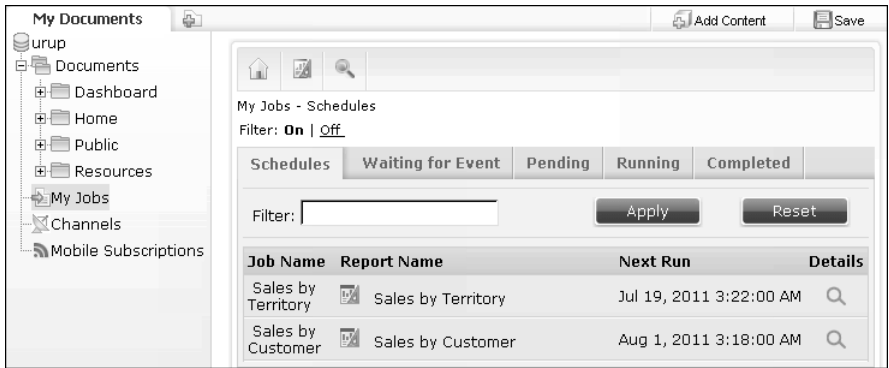 My Documents
Add Content
Save
urup
Documents
Dashboard
Home
Public
Resources
My Jobs
Channels
Mobile Subscriptions
My Jobs - Schedules
Filter: On | Off
Schedules
Waiting for Event
Pending
Running
Completed
Filter:
Apply
Reset
Job Name Report Name Next Run Details
Sales by Territory Sales by Territory Jul 19, 2011 3:22:00 AM
Sales by Customer Sales by Customer Aug 1, 2011 3:18:00 AM